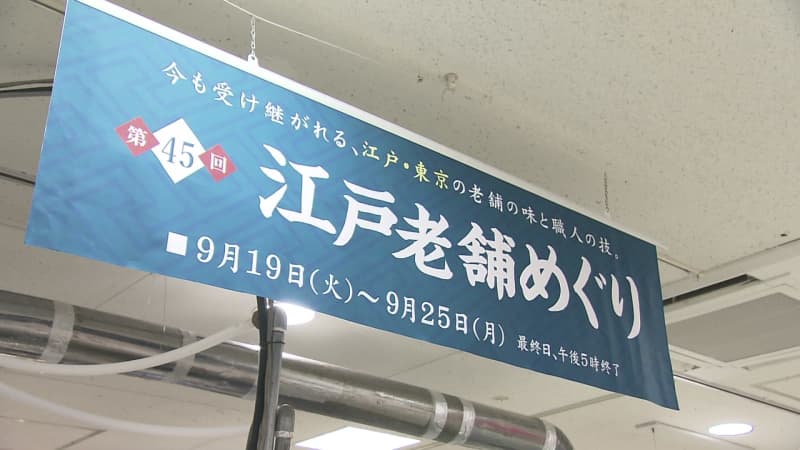 今も受け継がれる、江戸・東京の老舗の味と職人の技。
第45回
江戸老舗めぐり
■9月19日(火)～9月25日(月) 最終日、午後5時終了